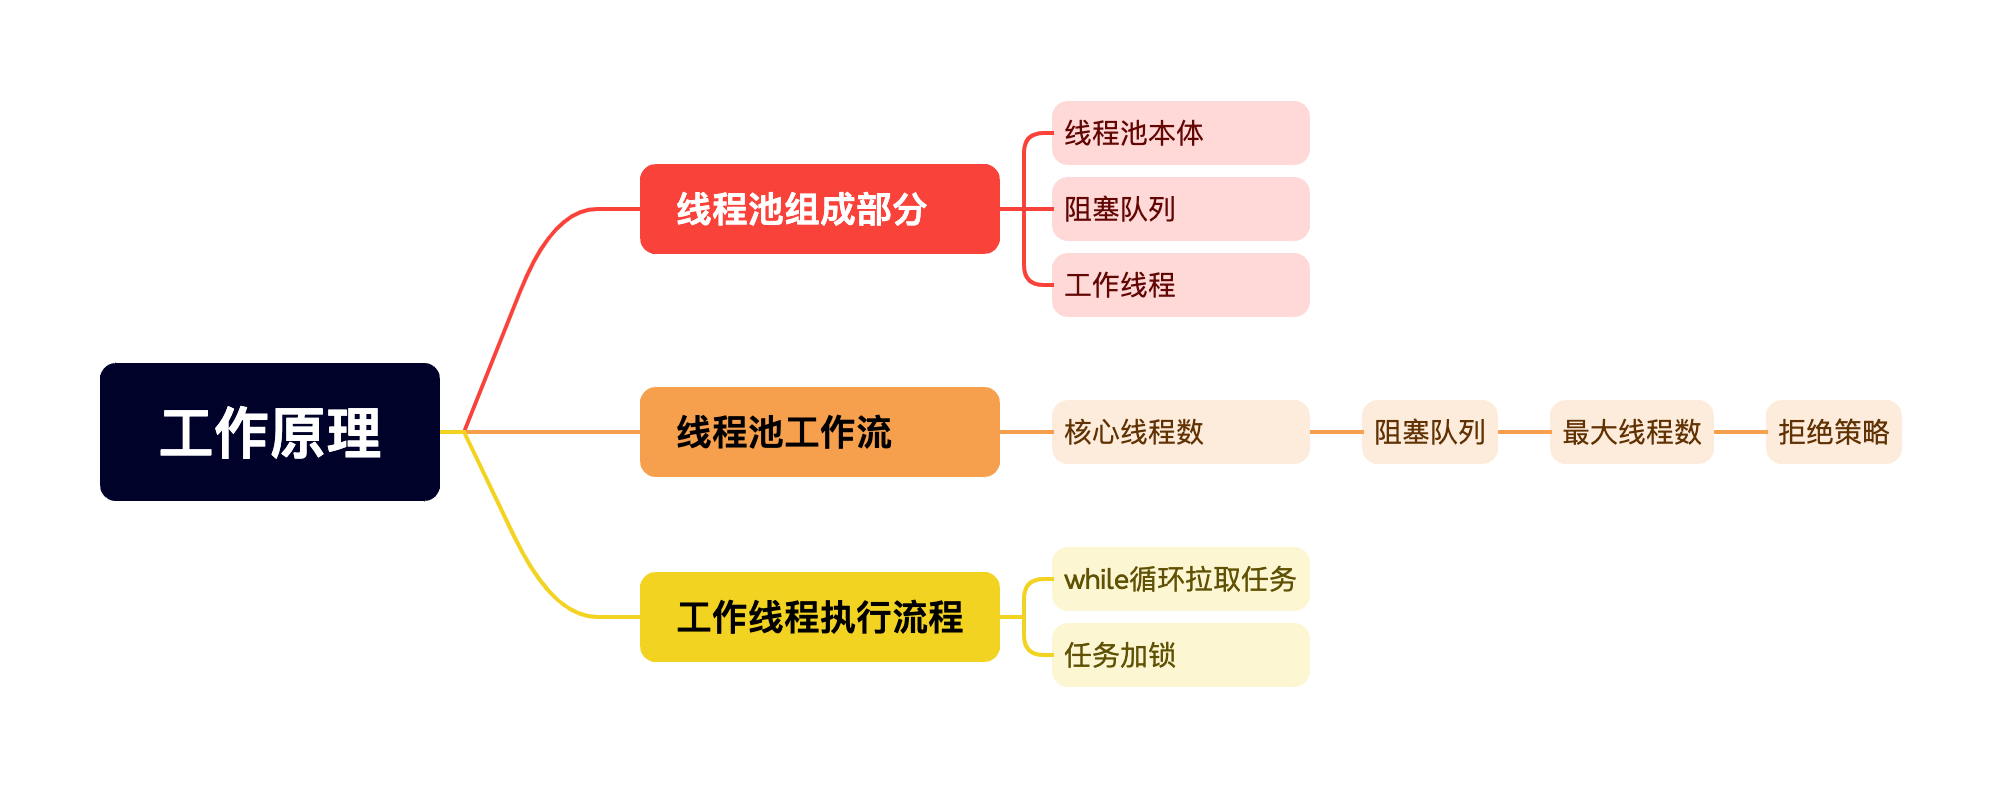 工作原理
线程池组成部分
线程池本体
阻塞队列
工作线程
线程池工作流
核心线程数
阻塞队列
最大线程数
拒绝策略
工作线程执行流程
while循环拉取任务
任务加锁